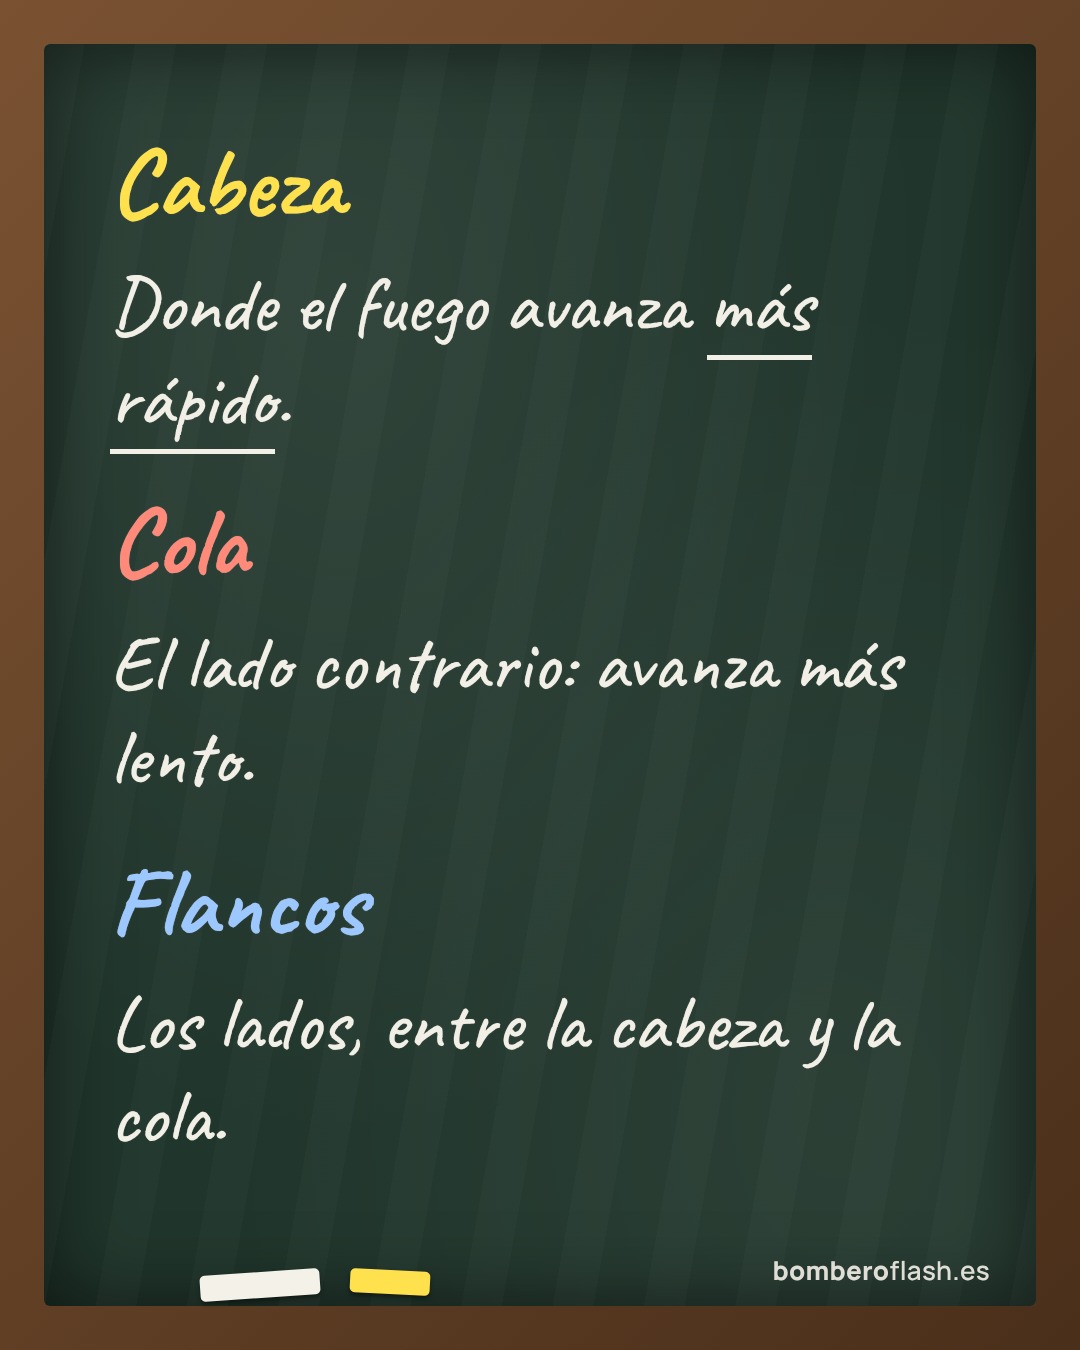 Cabeza
Donde el fuego avanza más
rápido.
Cola
El lado contrario: avanza más
lento.
Flancos
Los lados, entre la cabeza y la
cola.
bomberoflash.es